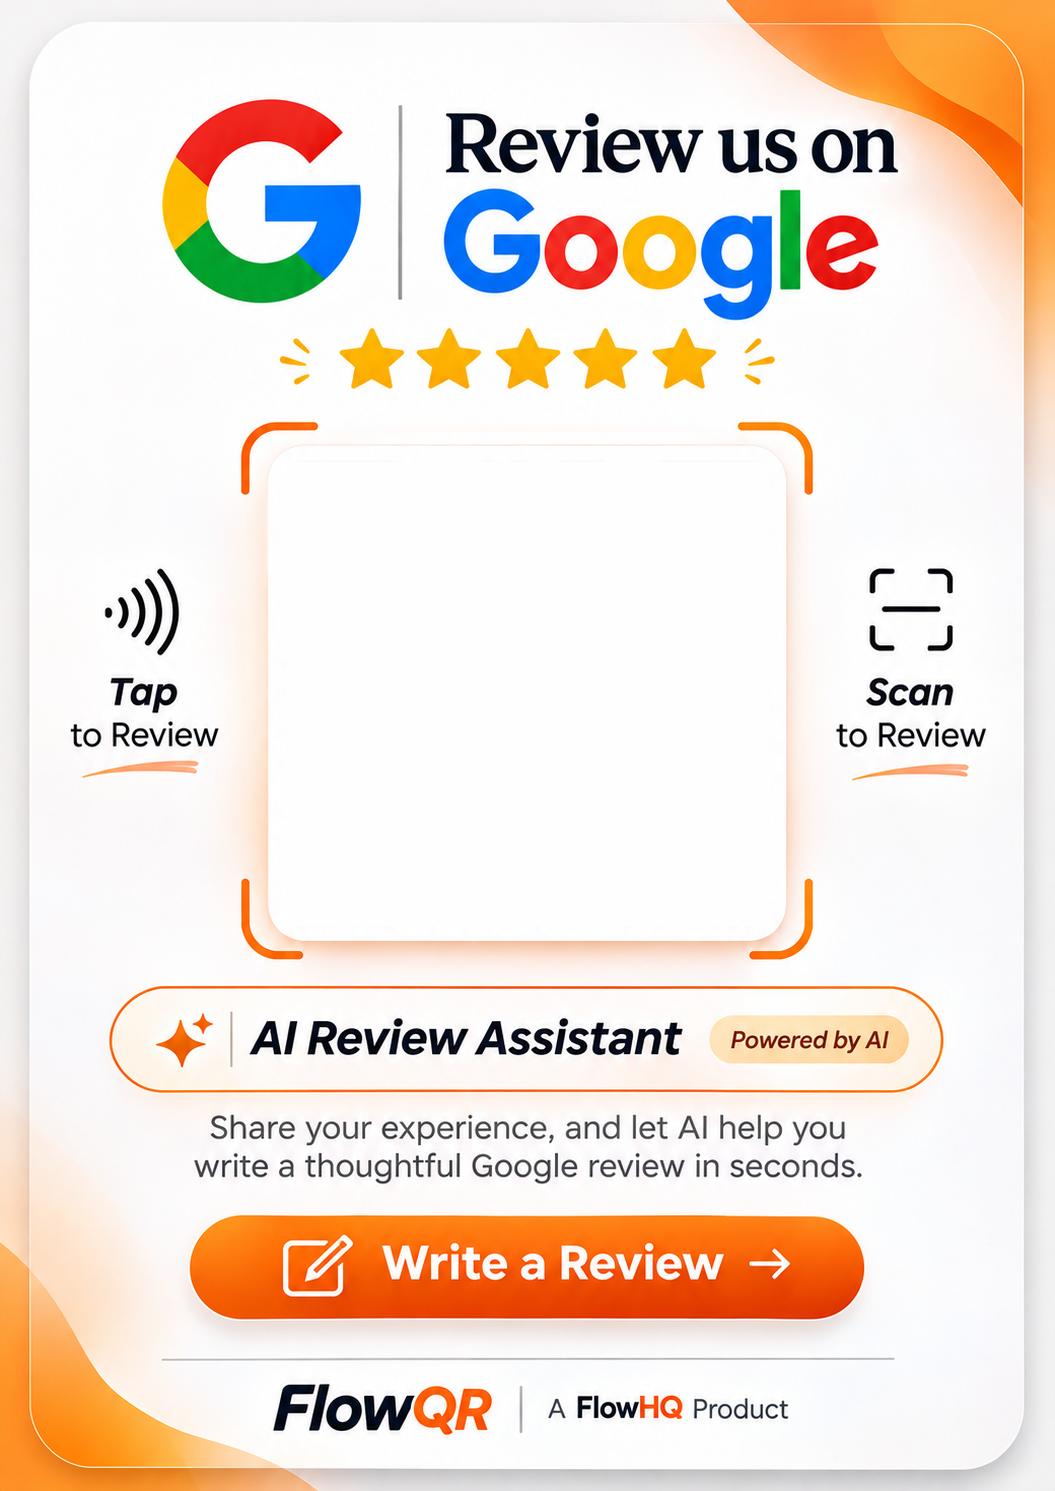 G
Review us on
Google
Tap
to Review
Scan
to Review
AI Review Assistant
Powered by AI
Share your experience, and let AI help you
write a thoughtful Google review in seconds.
Write a Review →
FlowQR
A FlowHQ Product